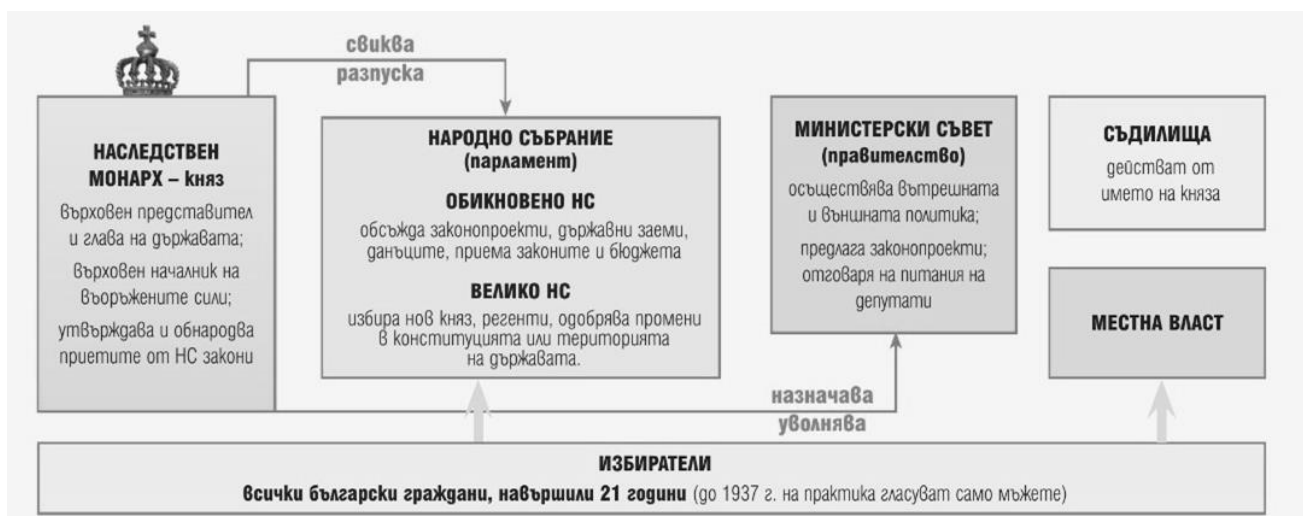 свиква
разпуска
НАСЛЕДСТВЕН
МОНАРХ – княз
върховен представител
и глава на държавата;
върховен началник на
въоръжените сили;
утвърждава и обнародва
приетите от НС закони
НАРОДНО СЪБРАНИЕ
(парламент)
ОБИКНОВЕНО НС
обсъжда законопроекти, държавни заеми,
данъците, приема законите и бюджета
ВЕЛИКО НС
избира нов княз, регенти, одобрява промени
в конституцията или територията
на държавата.
МИНИСТЕРСКИ СЪВЕТ
(правителство)
осъществява вътрешната
и външната политика;
предлага законопроекти;
отговаря на питания на
депутати
СЪДИЛИЩА
действат от
името на княза
МЕСТНА ВЛАСТ
назначава
уволнява
ИЗБИРАТЕЛИ
всички български граждани, навършили 21 години (до 1937 г. на практика гласуват само мъжете)